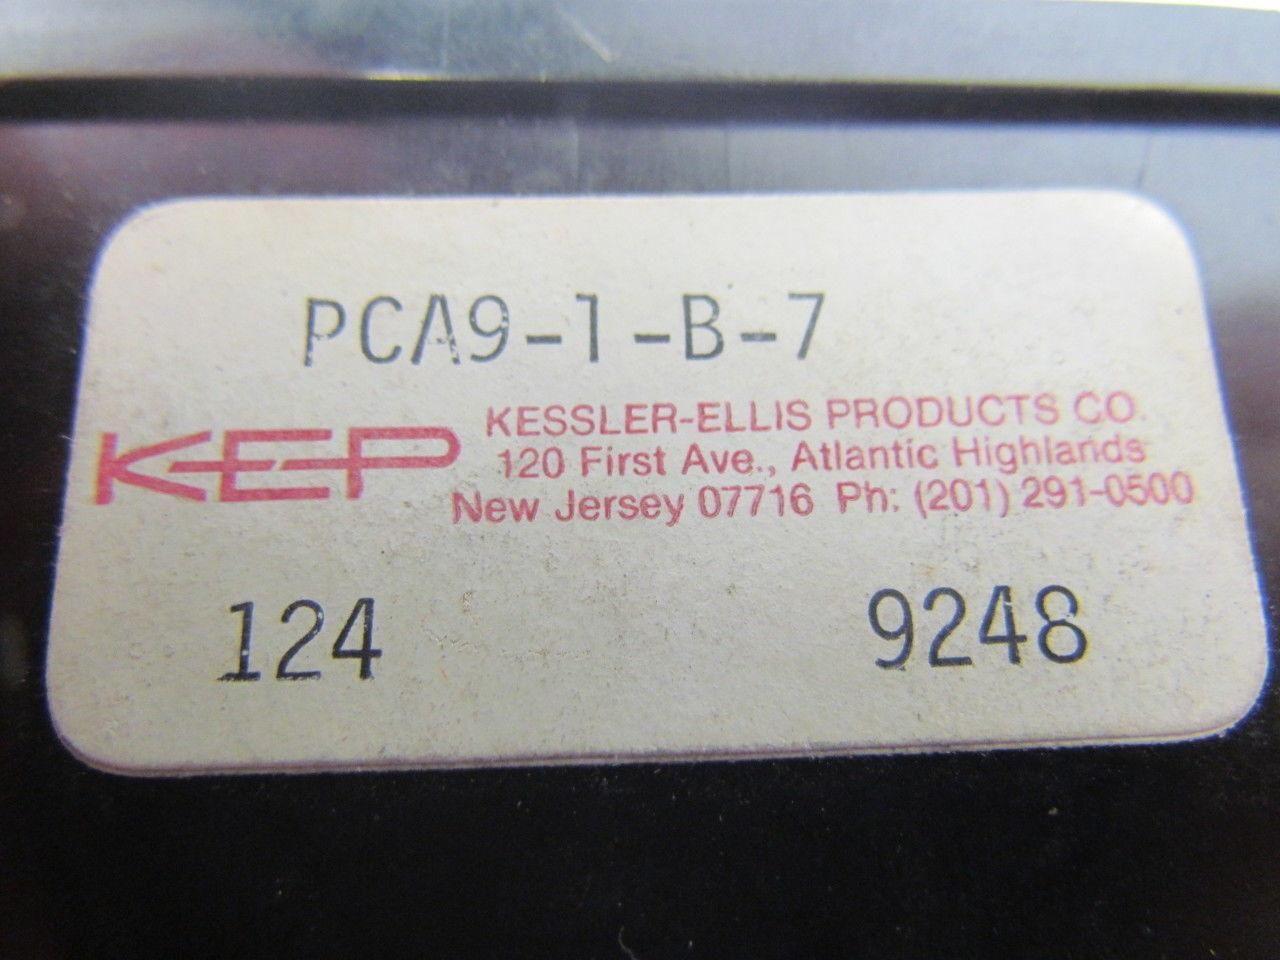 PCA9-1-B-7
KEP
KESSLER-ELLIS PRODUCTS CO.
120 First Ave., Atlantic Highlands
New Jersey 07716 Ph: (201) 291-0500
124 9248